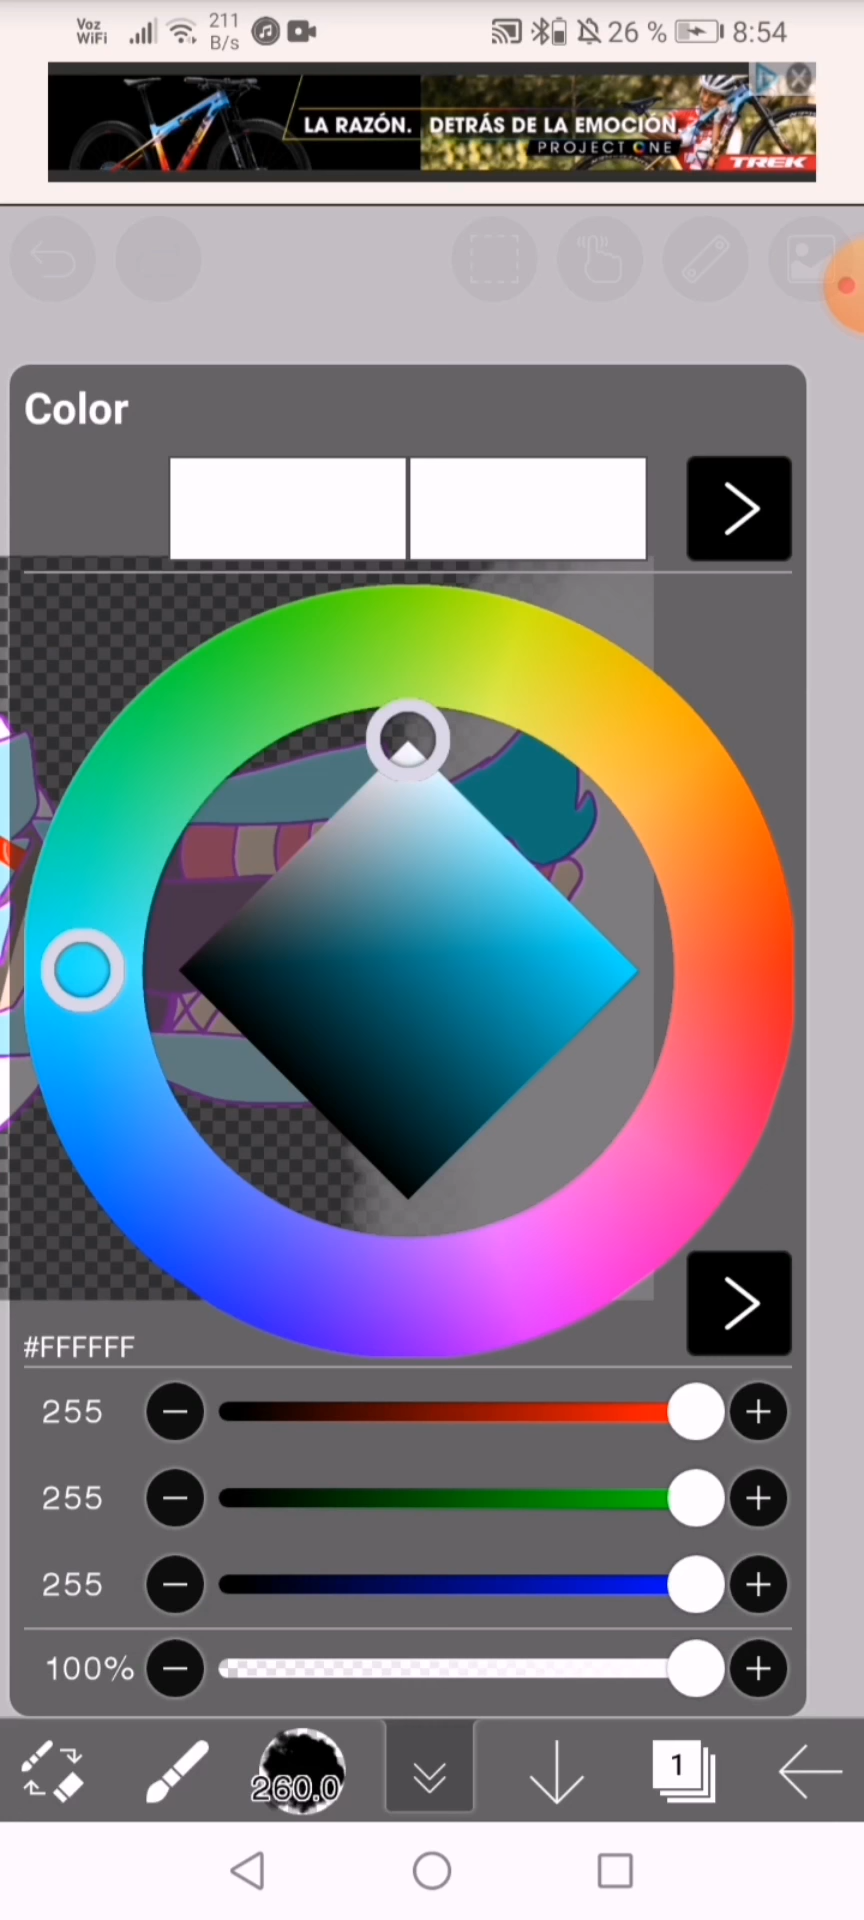 Voz
WiFi
211
B/s
26 %
8:54
LA RAZÓN. DETRÁS DE LA EMOCIÓN.
PROJECT ONE
TREK
Color
#FFFFFF
255
255
255
100%
260.0
1